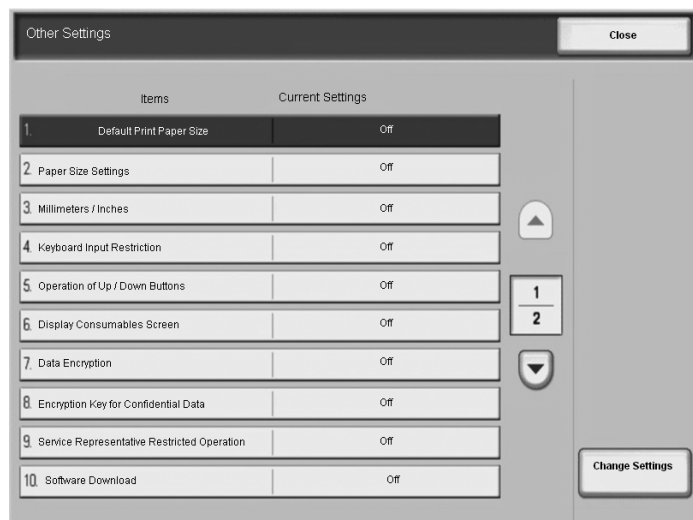 Other Settings
Close
Items Current Settings
1. Default Print Paper Size Off
2. Paper Size Settings Off
3. Millimeters / Inches Off
4. Keyboard Input Restriction Off
5. Operation of Up / Down Buttons Off
6. Display Consumables Screen Off
7. Data Encryption Off
8. Encryption Key for Confidential Data Off
9. Service Representative Restricted Operation Off
10. Software Download Off
1
2
Change Settings